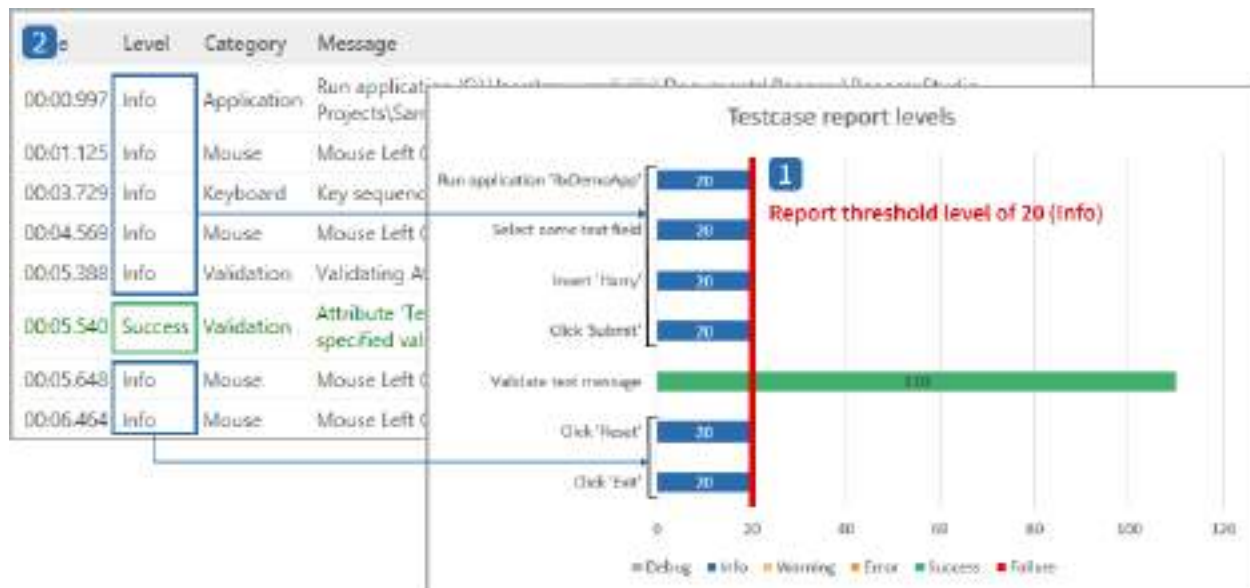 2 e Level Category Message
00:00.997 Info Application Run application
Projects\Sam
00:01.125 Info Mouse Mouse Left C
00:03.729 Info Keyboard Key sequenc
00:04.569 Info Mouse Mouse Left C
00:05.388 Info Validation Validating At
00:05.540 Success Validation Attribute 'Te
specified val
00:05.648 Info Mouse Mouse Left C
00:06.464 Info Mouse Mouse Left C
Testcase report levels
1
Report threshold level of 20 (Info)
Run application 'RxDemoApp' 20
Select name text field 20
Insert 'Harry' 20
Click 'Submit' 20
Validate text message 110
Click 'Reset' 20
Click 'Exit' 20
0 20 40 60 80 100 120
Debug Info Warning Error Success Failure